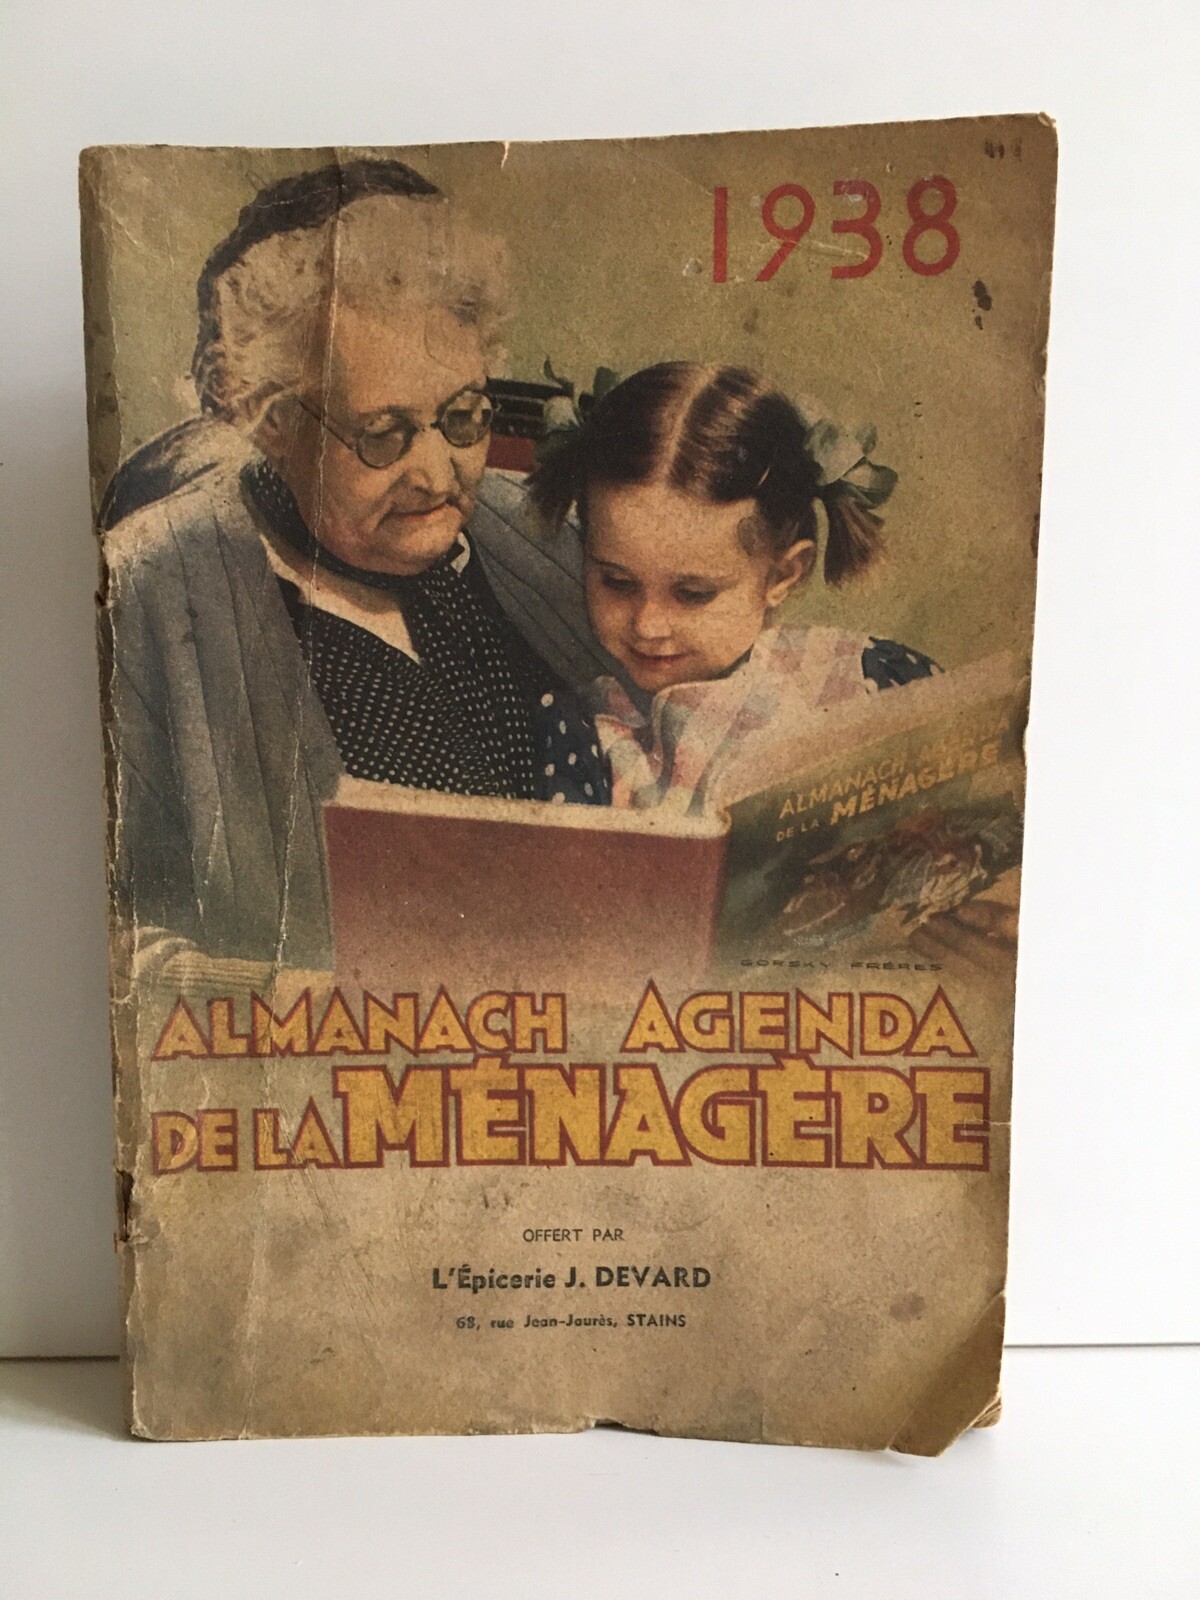 1938
ALMANACH AGENDA
DE LA MÉNAGÈRE
GORSKY FRÈRES
ALMANACH AGENDA
DE LA MÉNAGÈRE
OFFERT PAR
L'Épicerie J. DEVARD
68, rue Jean-Jaurès, STAINS